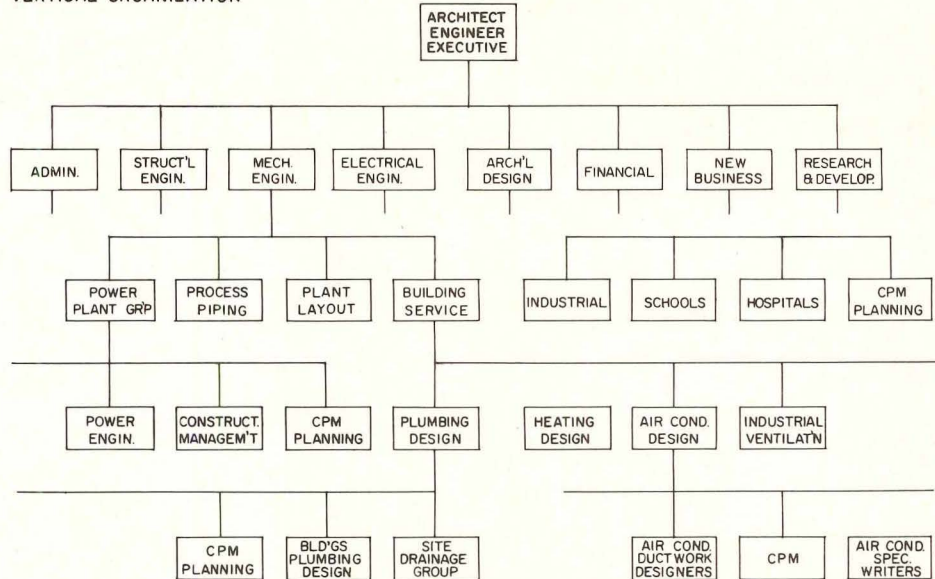 VERTICAL ORGANIZATION
ARCHITECT
ENGINEER
EXECUTIVE
ADMIN.
STRUCT'L
ENGIN.
MECH.
ENGIN.
ELECTRICAL
ENGIN.
ARCH'L
DESIGN
FINANCIAL
NEW
BUSINESS
RESEARCH
& DEVELOP.
POWER
PLANT GR'P
PROCESS
PIPING
PLANT
LAYOUT
BUILDING
SERVICE
INDUSTRIAL
SCHOOLS
HOSPITALS
CPM
PLANNING
POWER
ENGIN.
CONSTRUCT.
MANAGEM'T
CPM
PLANNING
PLUMBING
DESIGN
HEATING
DESIGN
AIR COND.
DESIGN
INDUSTRIAL
VENTILAT'N
CPM
PLANNING
BLD'GS
PLUMBING
DESIGN
SITE
DRAINAGE
GROUP
AIR COND.
DUCTWORK
DESIGNERS
CPM
AIR COND.
SPEC.
WRITERS